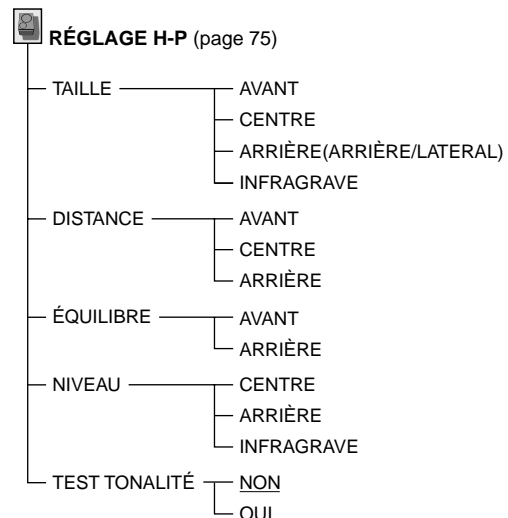 RÉGLAGE H-P (page 75)
TAILLE AVANT
CENTRE
ARRIÈRE(ARRIÈRE/LATERAL)
INFRAGRAVE
DISTANCE AVANT
CENTRE
ARRIÈRE
ÉQUILIBRE AVANT
ARRIÈRE
NIVEAU CENTRE
ARRIÈRE
INFRAGRAVE
TEST TONALITÉ NON
OUI